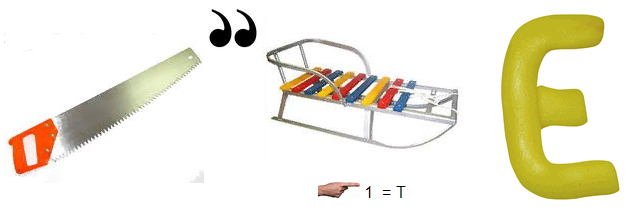 „ E
1 = T